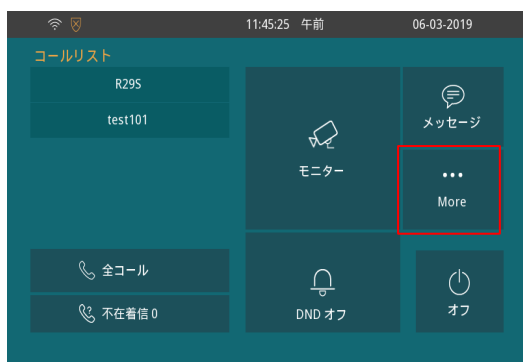 11:45:25 午前
06-03-2019
コールリスト
R29S
test101
モニター
メッセージ
More
全コール
不在着信 0
DND オフ
オフ